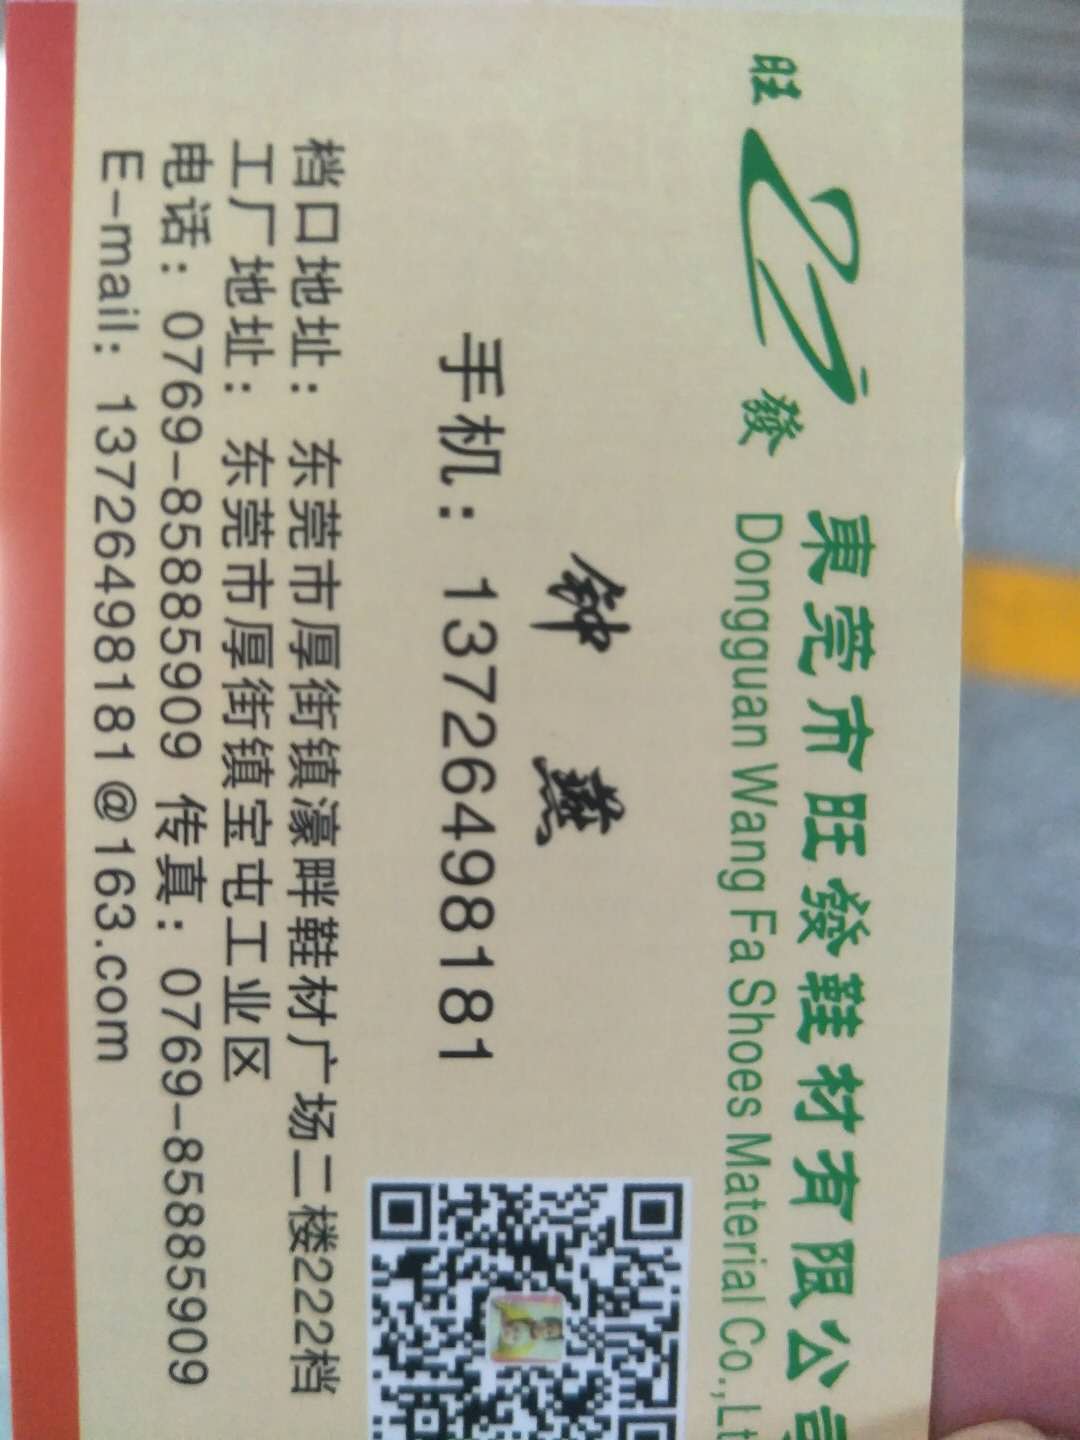 旺 發
東莞市旺發鞋材有限公司
Dongguan Wang Fa Shoes Material Co.,Lt
钟 燕
手机：13726498181
档口地址：东莞市厚街镇濠畔鞋材广场二楼222档
工厂地址：东莞市厚街镇宝屯工业区
电话：0769-85885909 传真：0769-85885909
E-mail：13726498181@163.com